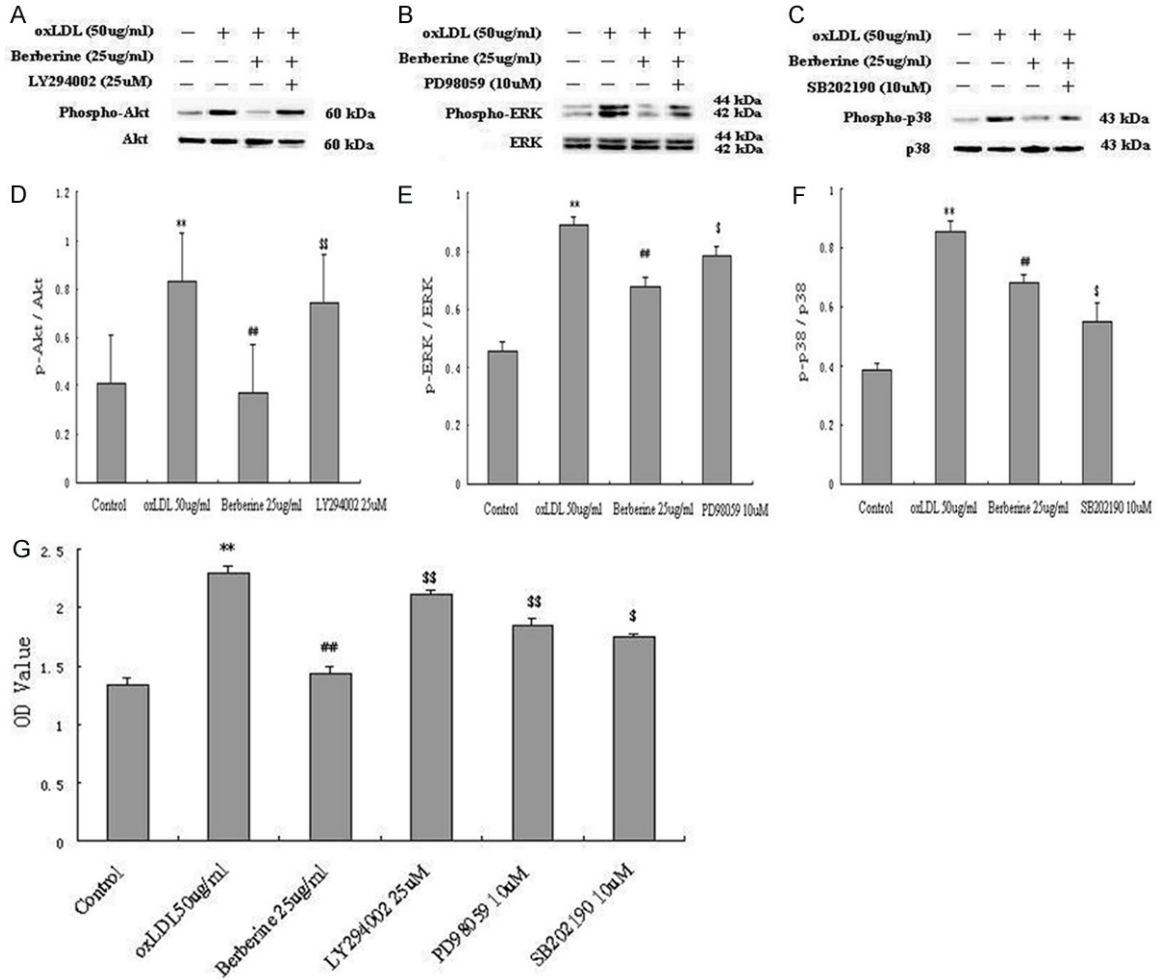 A
oxLDL (50ug/ml) − + + +
Berberine (25ug/ml) − − + +
LY294002 (25uM) − − − +
Phospho-Akt 60 kDa
Akt 60 kDa
B
oxLDL (50ug/ml) − + + +
Berberine (25ug/ml) − − + +
PD98059 (10uM) − − − +
44 kDa
Phospho-ERK 42 kDa
44 kDa
ERK 42 kDa
C
oxLDL (50ug/ml) − + + +
Berberine (25ug/ml) − − + +
SB202190 (10uM) − − − +
Phospho-p38 43 kDa
p38 43 kDa
D
p-Akt / Akt
1.2
1
0.8
0.6
0.4
0.2
0
**
##
$$
Control oxLDL 50ug/ml Berberine 25ug/ml LY294002 25uM
E
p-ERK / ERK
1
0.8
0.6
0.4
0.2
0
**
##
$
Control oxLDL 50ug/ml Berberine 25ug/ml PD98059 10uM
F
p-p38 / p38
1
0.8
0.6
0.4
0.2
0
**
#
$
Control oxLDL 50ug/ml Berberine 25ug/ml SB202190 10uM
G
OD Value
2.5
2
1.5
1
0.5
0
**
##
$$
$$
$
Control
oxLDL50ug/ml
Berberine 25ug/ml
LY294002 25uM
PD98059 10uM
SB202190 10uM